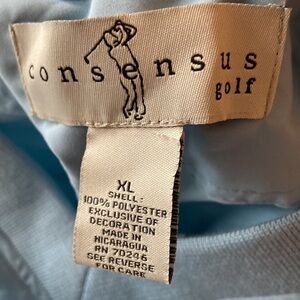 consensus
golf
XL
SHELL:
100% POLYESTER
EXCLUSIVE OF
DECORATION
MADE IN
NICARAGUA
RN 70246
SEE REVERSE
FOR CARE